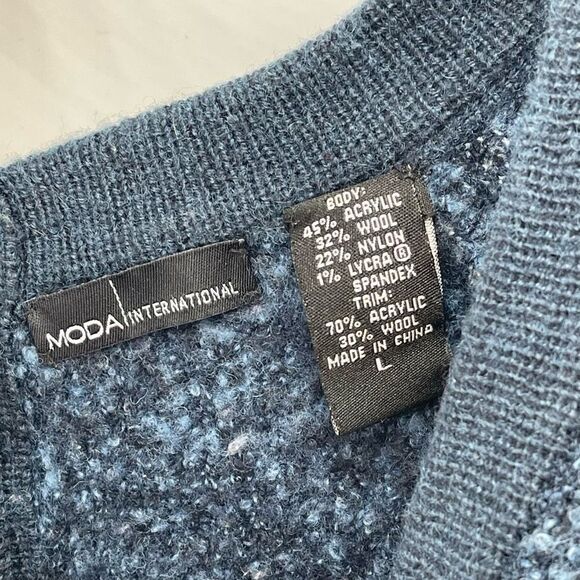 MODA INTERNATIONAL
BODY:
45% ACRYLIC
32% WOOL
22% NYLON
1% LYCRA®
SPANDEX
TRIM:
70% ACRYLIC
30% WOOL
MADE IN CHINA
L